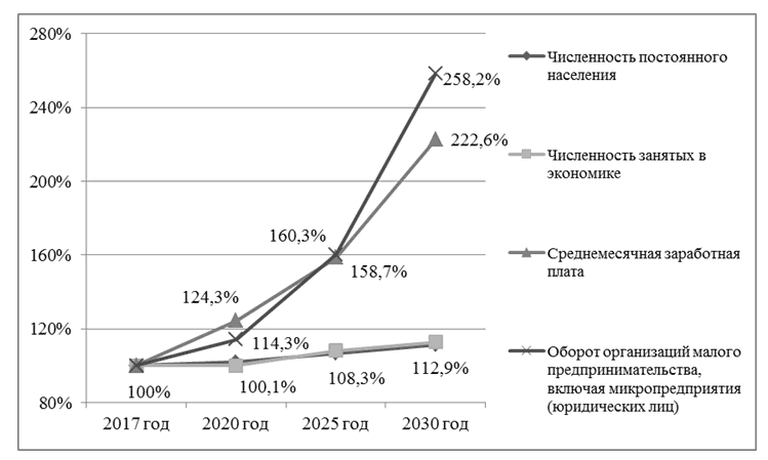 280%
240%
200%
160%
120%
80%
258,2%
222,6%
160,3%
158,7%
124,3%
114,3%
100%
100,1%
108,3%
112,9%
2017 год
2020 год
2025 год
2030 год
Численность постоянного
населения
Численность занятых в
экономике
Среднемесячная заработная
плата
Оборот организаций малого
предпринимательства,
включая микропредприятия
(юридических лиц)